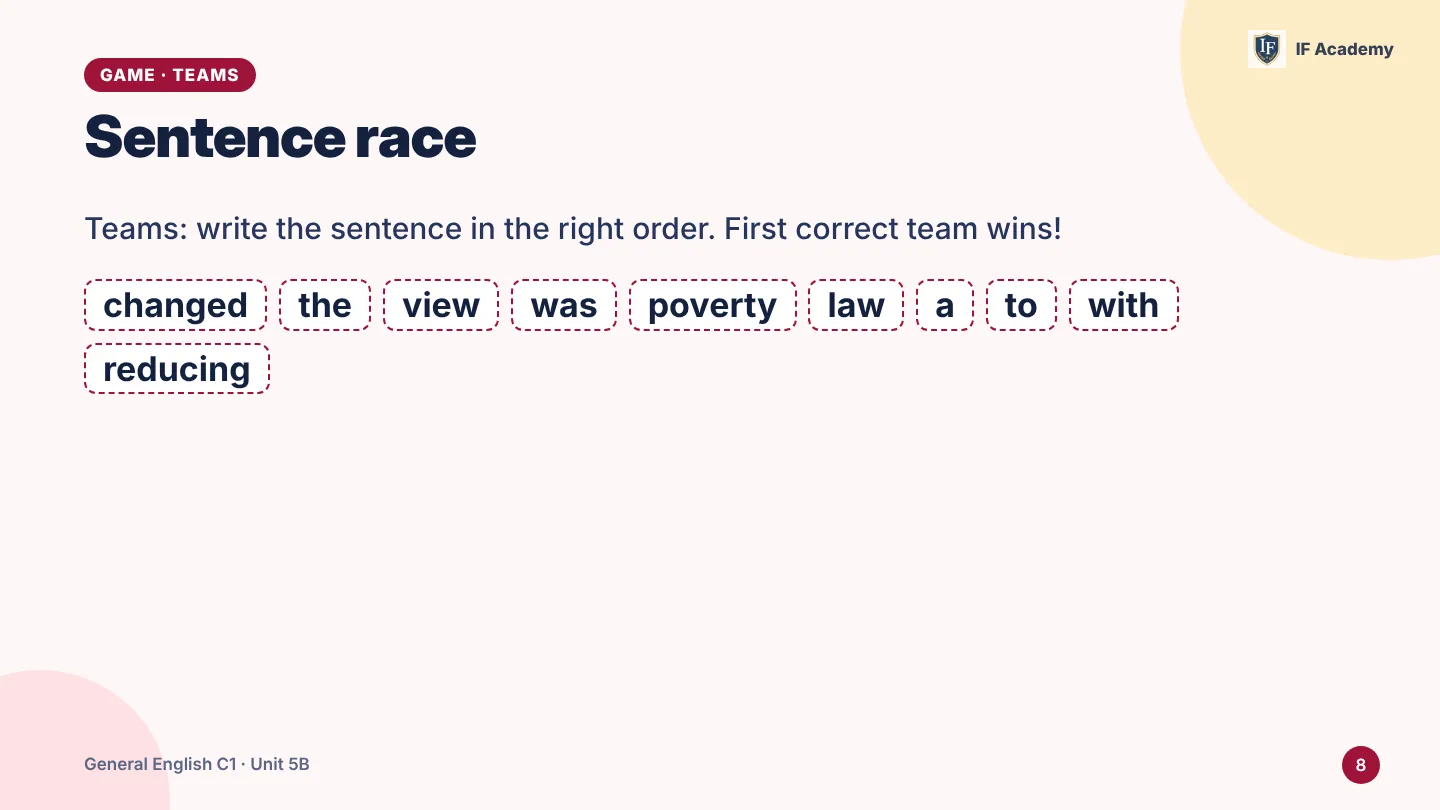 IF Academy
GAME · TEAMS
Sentence race
Teams: write the sentence in the right order. First correct team wins!
changed the view was poverty law a to with
reducing
General English C1 · Unit 5B
8